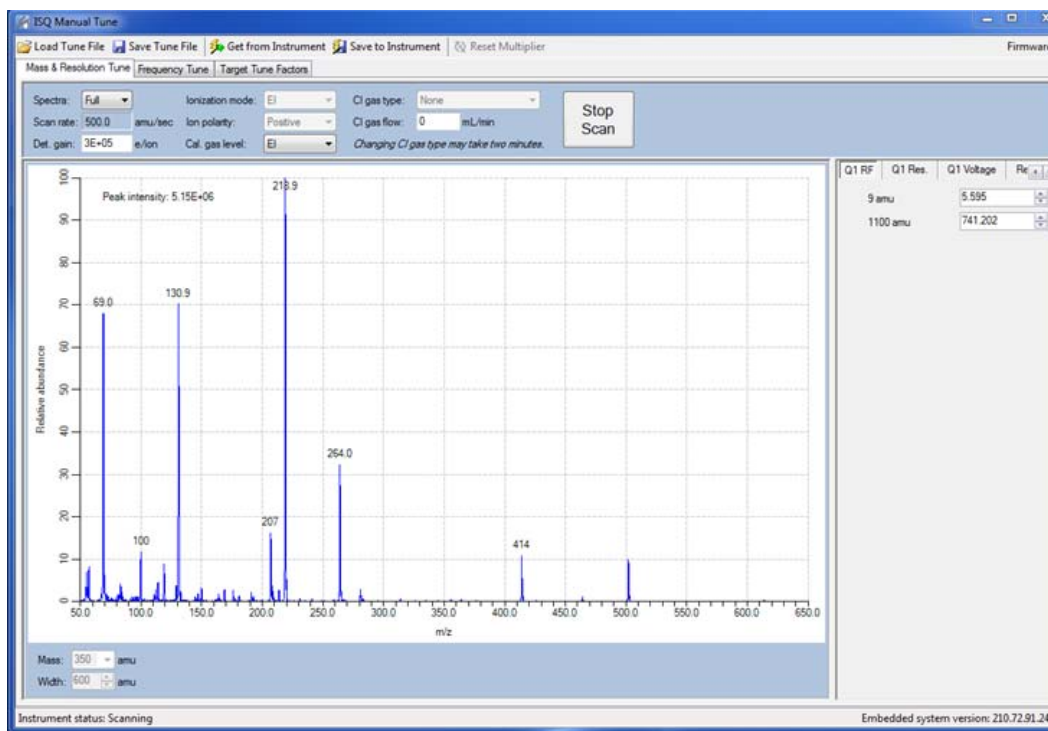 ISQ Manual Tune
Load Tune File Save Tune File Get from Instrument Save to Instrument Reset Multiplier Firmware
Mass & Resolution Tune Frequency Tune Target Tune Factors
Spectra: Full Ionization mode: EI CI gas type: None
Scan rate: 500.0 amu/sec Ion polarity: Positive CI gas flow: 0 mL/min
Det. gain: 3E+05 e/ion Cal. gas level: EI Changing CI gas type may take two minutes.
Stop
Scan
Q1 RF Q1 Res. Q1 Voltage Re
9 amu 5.595
1100 amu 741.202
Peak intensity: 5.15E+06
218.9
69.0
130.9
264.0
207
100
414
100
90
80
70
60
50
40
30
20
10
0
Relative abundance
50.0 100.0 150.0 200.0 250.0 300.0 350.0 400.0 450.0 500.0 550.0 600.0 650.0
m/z
Mass: 350 amu
Width: 600 amu
Instrument status: Scanning Embedded system version: 210.72.91.24